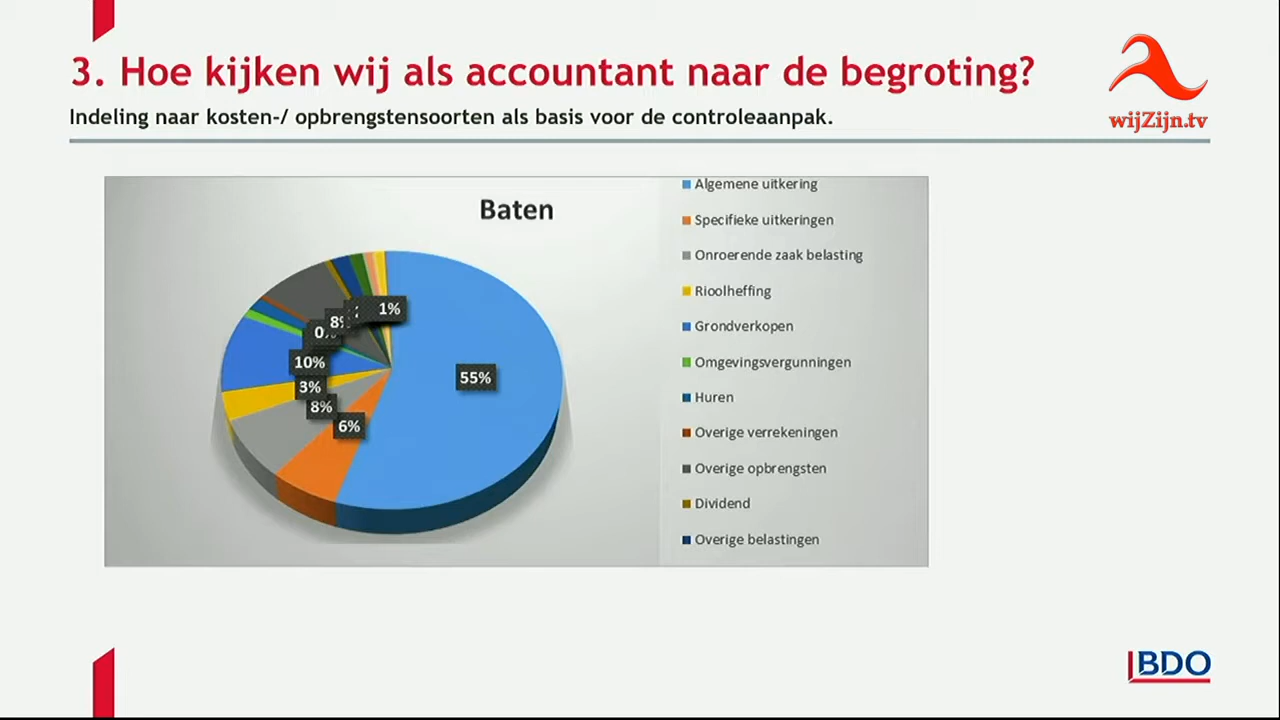 3. Hoe kijken wij als accountant naar de begroting?
Indeling naar kosten-/ opbrengstensoorten als basis voor de controleaanpak.
wijZijn.tv
Baten
Algemene uitkering
Specifieke uitkeringen
Onroerende zaak belasting
Rioolheffing
Grondverkopen
Omgevingsvergunningen
Huren
Overige verrekeningen
Overige opbrengsten
Dividend
Overige belastingen
1%
10%
3%
8%
6%
55%
BDO